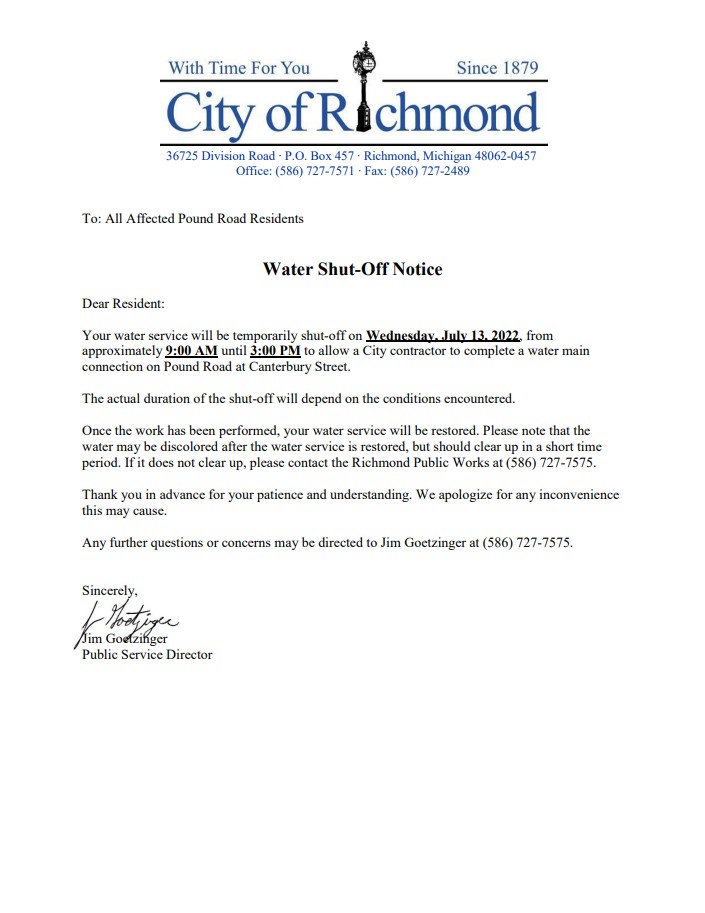 With Time For You Since 1879
City of Richmond
36725 Division Road · P.O. Box 457 · Richmond, Michigan 48062-0457
Office: (586) 727-7571 · Fax: (586) 727-2489
To: All Affected Pound Road Residents
Water Shut-Off Notice
Dear Resident:
Your water service will be temporarily shut-off on Wednesday, July 13, 2022, from
approximately 9:00 AM until 3:00 PM to allow a City contractor to complete a water main
connection on Pound Road at Canterbury Street.
The actual duration of the shut-off will depend on the conditions encountered.
Once the work has been performed, your water service will be restored. Please note that the
water may be discolored after the water service is restored, but should clear up in a short time
period. If it does not clear up, please contact the Richmond Public Works at (586) 727-7575.
Thank you in advance for your patience and understanding. We apologize for any inconvenience
this may cause.
Any further questions or concerns may be directed to Jim Goetzinger at (586) 727-7575.
Sincerely,
J Goetzinger
Jim Goetzinger
Public Service Director